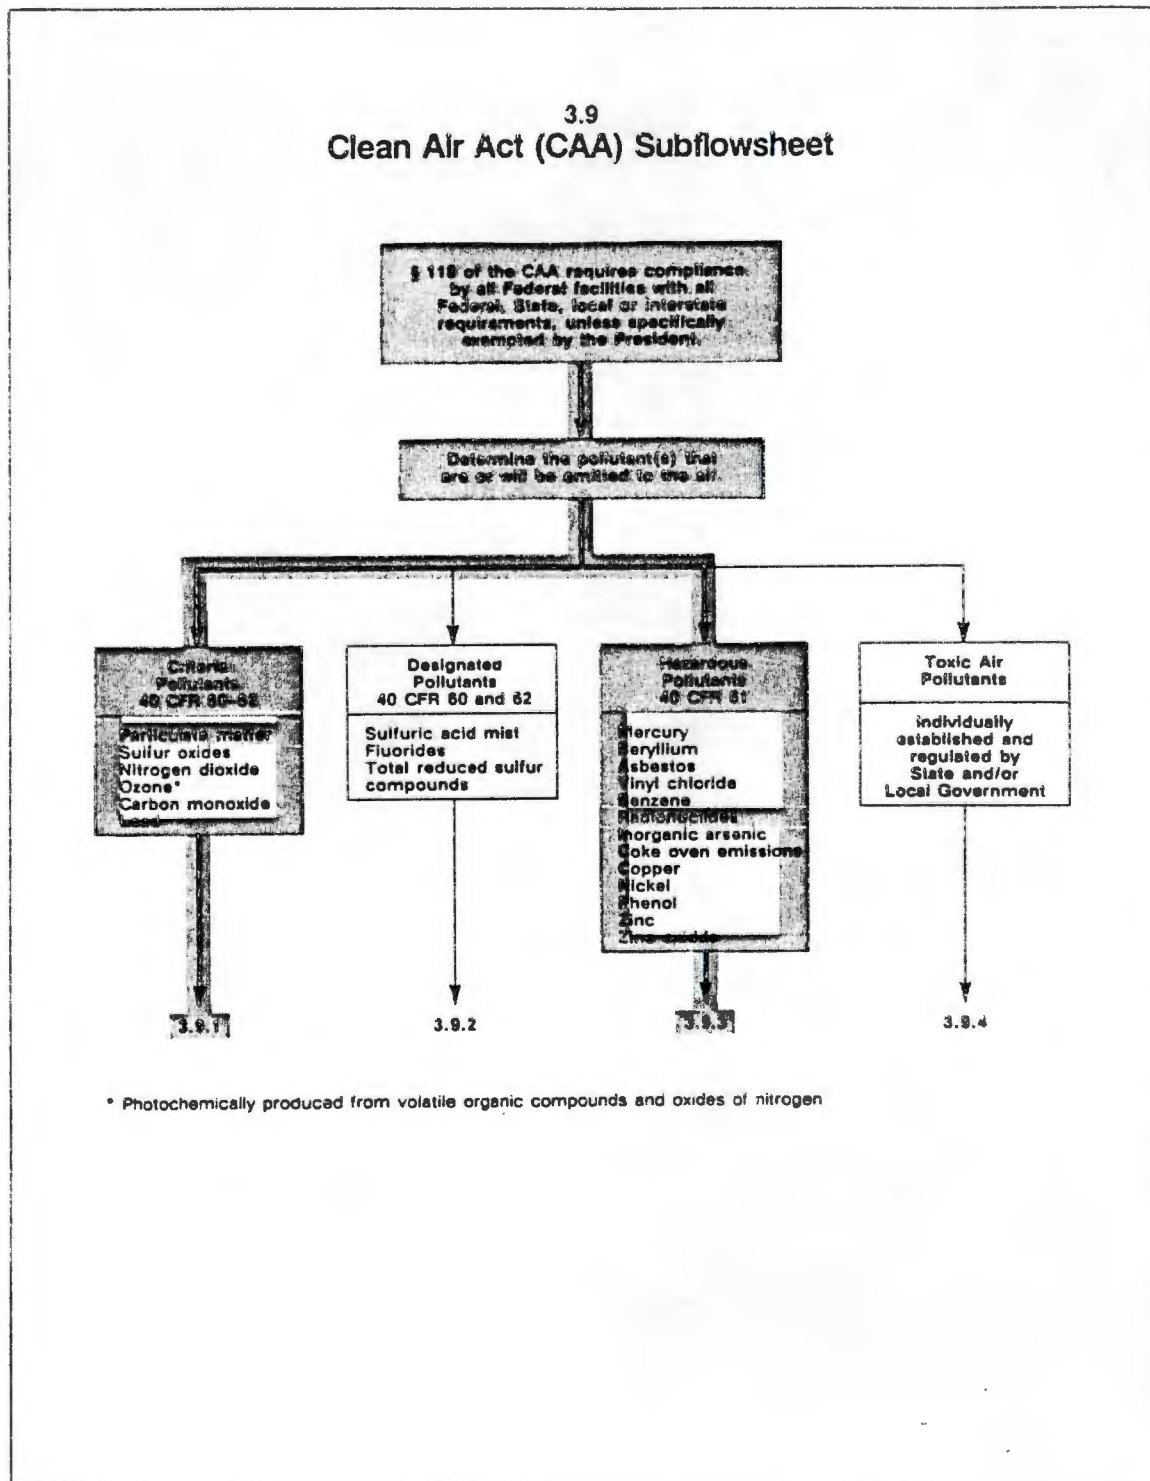 3.9
Clean Air Act (CAA) Subflowsheet
§ 118 of the CAA requires compliance
by all Federal facilities with all
Federal, State, local or interstate
requirements, unless specifically
exempted by the President.
Determine the pollutant(s) that
are or will be emitted to the air.
Criteria
Pollutants
40 CFR
Particulate matter
Sulfur oxides
Nitrogen dioxide
Ozone*
Carbon monoxide
Lead
3.9.1
Designated
Pollutants
40 CFR 60 and 62
Sulfuric acid mist
Fluorides
Total reduced sulfur
compounds
3.9.2
Hazardous
Pollutants
40 CFR 61
Mercury
Beryllium
Asbestos
Vinyl chloride
Benzene
Radionuclides
Inorganic arsenic
Coke oven emissions
Copper
Nickel
Phenol
Zinc
Zinc oxide
3.9.3
Toxic Air
Pollutants
individually
established and
regulated by
State and/or
Local Government
3.9.4
* Photochemically produced from volatile organic compounds and oxides of nitrogen